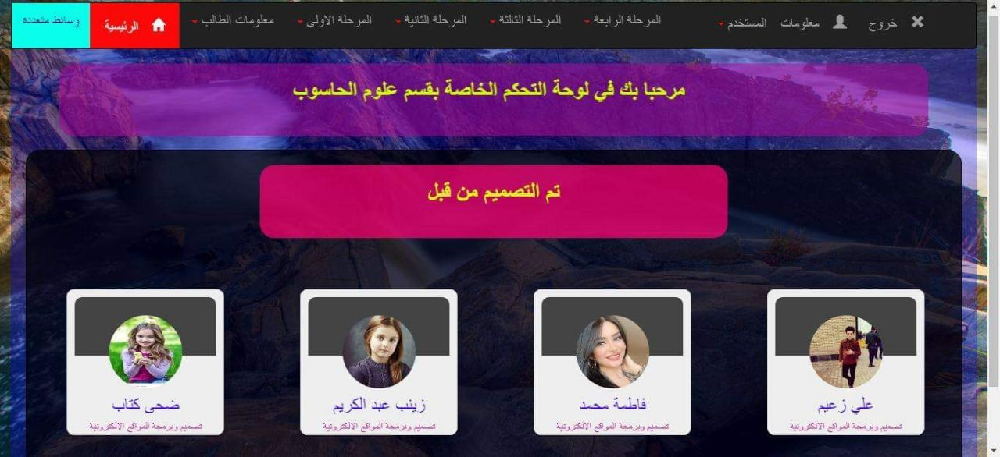 خروج
معلومات المستخدم
المرحلة الرابعة
المرحلة الثالثة
المرحلة الثانية
المرحلة الاولى
معلومات الطالب
الرئيسية
وسائط متعددة
مرحبا بك في لوحة التحكم الخاصة بقسم علوم الحاسوب
تم التصميم من قبل
علي زعيم
تصميم وبرمجة المواقع الالكترونية
فاطمة محمد
تصميم وبرمجة المواقع الالكترونية
زينب عبد الكريم
تصميم وبرمجة المواقع الالكترونية
ضحى كتاب
تصميم وبرمجة المواقع الالكترونية